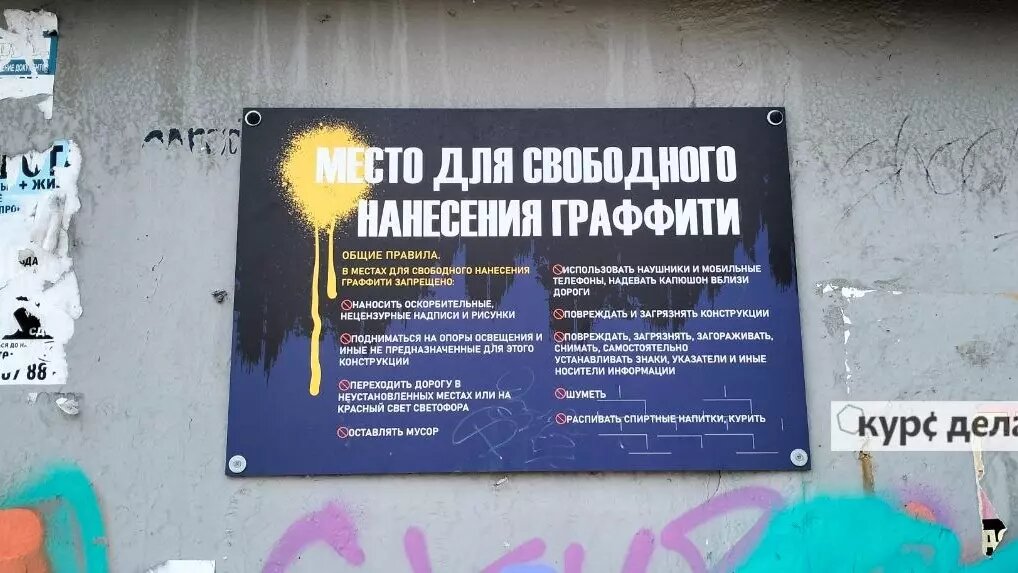 МЕСТО ДЛЯ СВОБОДНОГО
НАНЕСЕНИЯ ГРАФФИТИ
ОБЩИЕ ПРАВИЛА.
В МЕСТАХ ДЛЯ СВОБОДНОГО НАНЕСЕНИЯ
ГРАФФИТИ ЗАПРЕЩЕНО:
НАНОСИТЬ ОСКОРБИТЕЛЬНЫЕ,
НЕЦЕНЗУРНЫЕ НАДПИСИ И РИСУНКИ
ПОДНИМАТЬСЯ НА ОПОРЫ ОСВЕЩЕНИЯ И
ИНЫЕ НЕ ПРЕДНАЗНАЧЕННЫЕ ДЛЯ ЭТОГО
КОНСТРУКЦИИ
ПЕРЕХОДИТЬ ДОРОГУ В
НЕУСТАНОВЛЕННЫХ МЕСТАХ ИЛИ НА
КРАСНЫЙ СВЕТ СВЕТОФОРА
ОСТАВЛЯТЬ МУСОР
ИСПОЛЬЗОВАТЬ НАУШНИКИ И МОБИЛЬНЫЕ
ТЕЛЕФОНЫ, НАДЕВАТЬ КАПЮШОН ВБЛИЗИ
ДОРОГИ
ПОВРЕЖДАТЬ И ЗАГРЯЗНЯТЬ КОНСТРУКЦИИ
ПОВРЕЖДАТЬ, ЗАГРЯЗНЯТЬ, ЗАГОРАЖИВАТЬ,
СНИМАТЬ, САМОСТОЯТЕЛЬНО
УСТАНАВЛИВАТЬ ЗНАКИ, УКАЗАТЕЛИ И ИНЫЕ
НОСИТЕЛИ ИНФОРМАЦИИ
ШУМЕТЬ
РАСПИВАТЬ СПИРТНЫЕ НАПИТКИ, КУРИТЬ
курс дела